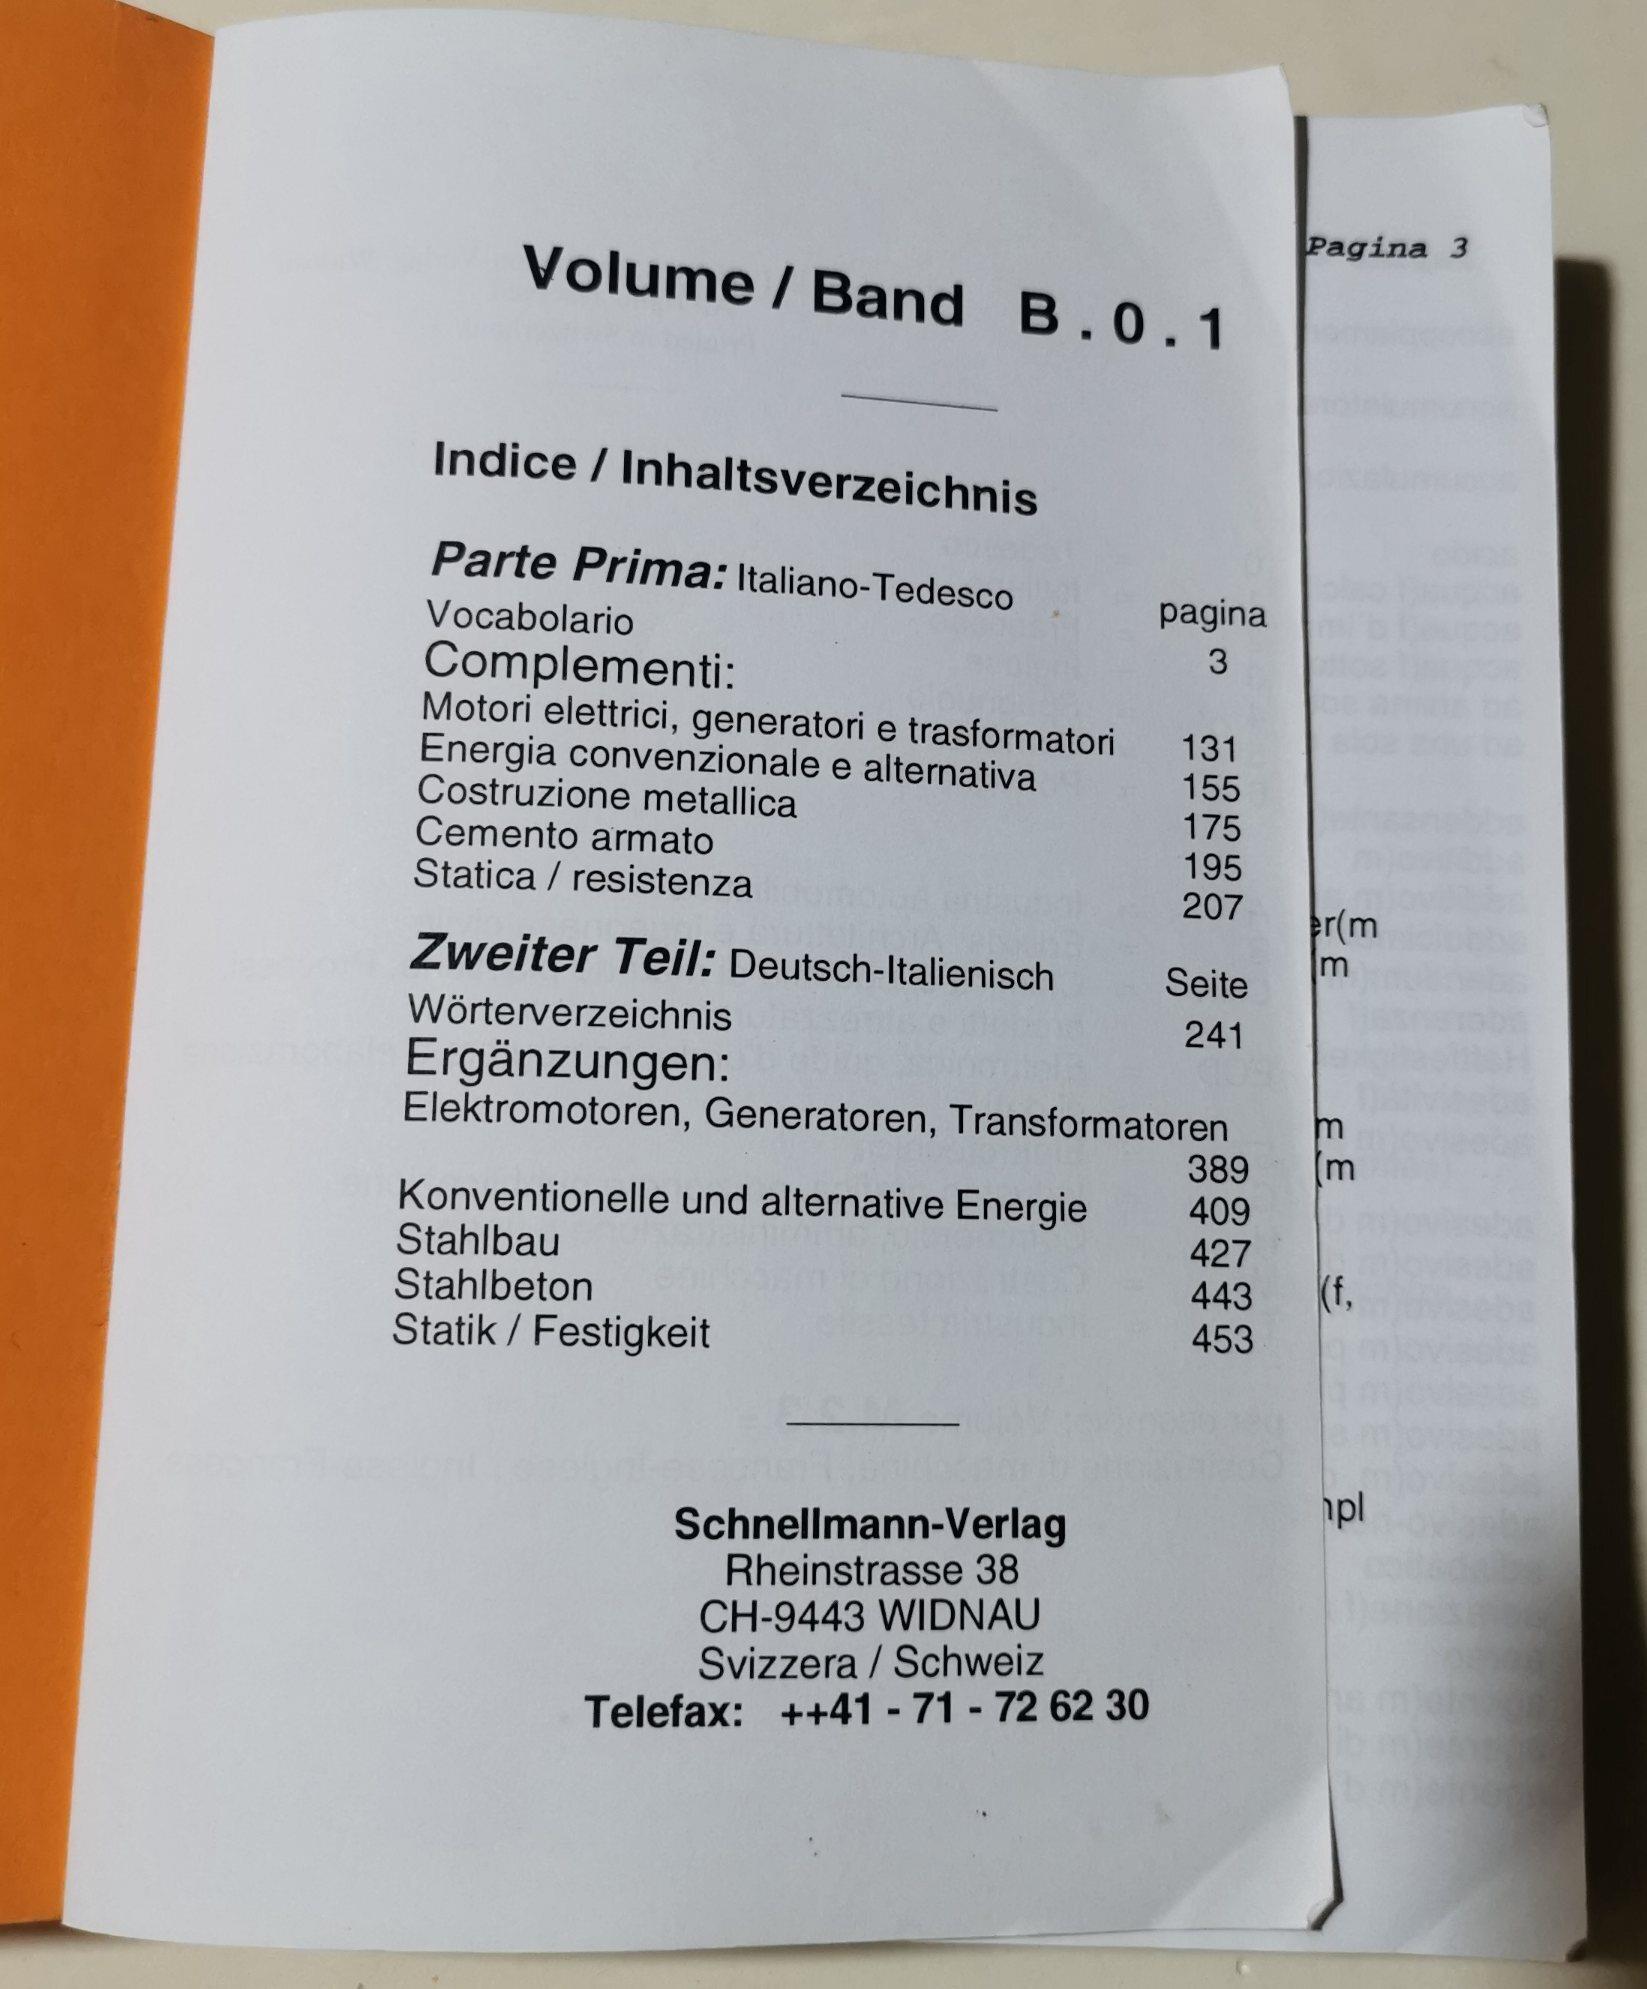 Volume / Band B . 0 . 1
Indice / Inhaltsverzeichnis
Parte Prima: Italiano-Tedesco
Vocabolario pagina
Complementi: 3
Motori elettrici, generatori e trasformatori 131
Energia convenzionale e alternativa 155
Costruzione metallica 175
Cemento armato 195
Statica / resistenza 207
Zweiter Teil: Deutsch-Italienisch Seite
Wörterverzeichnis 241
Ergänzungen:
Elektromotoren, Generatoren, Transformatoren
389
Konventionelle und alternative Energie 409
Stahlbau 427
Stahlbeton 443
Statik / Festigkeit 453
Schnellmann-Verlag
Rheinstrasse 38
CH-9443 WIDNAU
Svizzera / Schweiz
Telefax: ++41 - 71 - 72 62 30
Pagina 3
er(m
(m
m
(m
(f,
npl